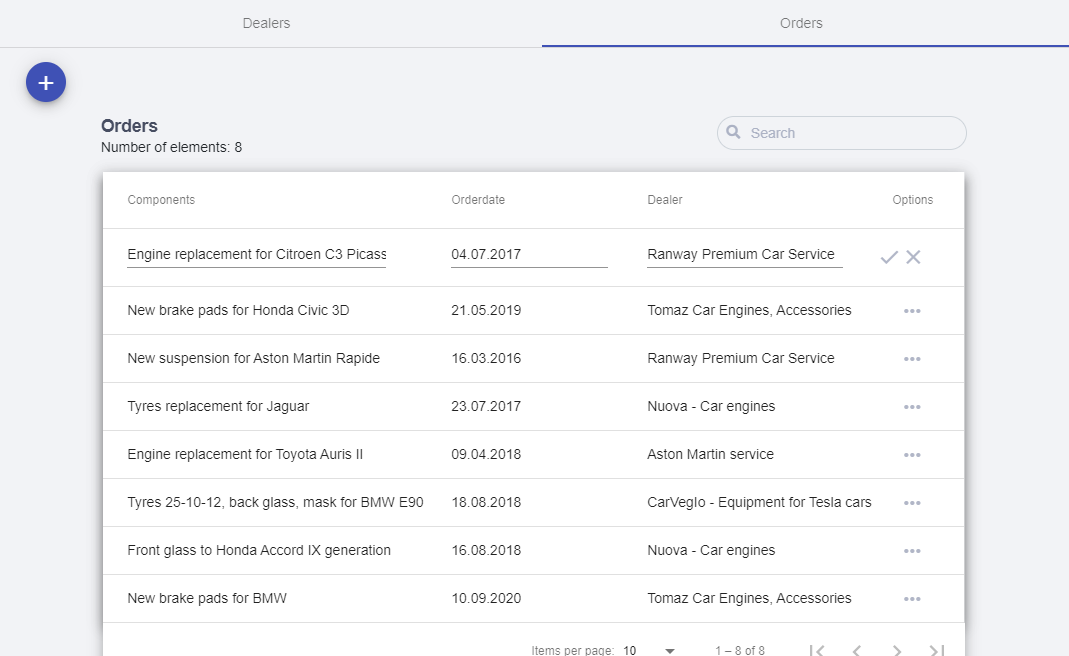 Dealers Orders
Orders
Number of elements: 8
Search
Components Orderdate Dealer Options
Engine replacement for Citroen C3 Picass 04.07.2017 Ranway Premium Car Service
New brake pads for Honda Civic 3D 21.05.2019 Tomaz Car Engines, Accessories
New suspension for Aston Martin Rapide 16.03.2016 Ranway Premium Car Service
Tyres replacement for Jaguar 23.07.2017 Nuova - Car engines
Engine replacement for Toyota Auris II 09.04.2018 Aston Martin service
Tyres 25-10-12, back glass, mask for BMW E90 18.08.2018 CarVeglo - Equipment for Tesla cars
Front glass to Honda Accord IX generation 16.08.2018 Nuova - Car engines
New brake pads for BMW 10.09.2020 Tomaz Car Engines, Accessories
Items per page: 10 1 – 8 of 8